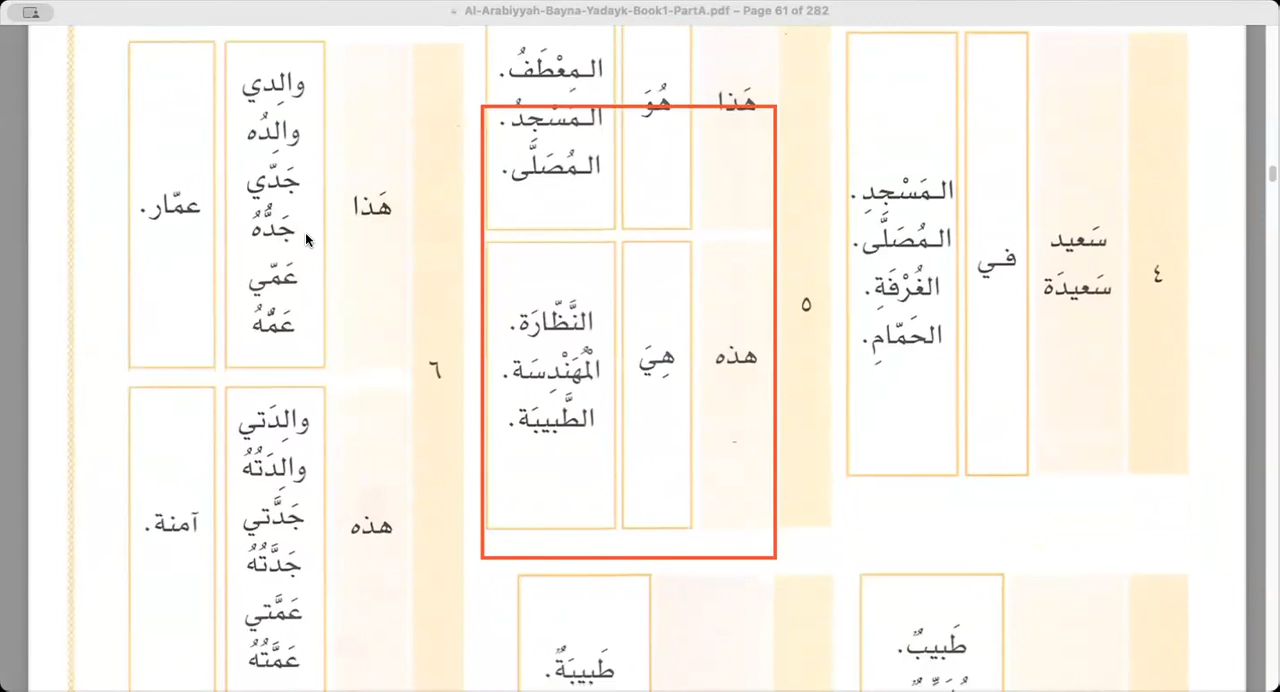 Al-Arabiyyah-Bayna-Yadayk-Book1-PartA.pdf – Page 61 of 282
٤
سَعيد
سَعيدَة
فـي
الـمَسْجِدِ.
الـمُصَلَّى.
الغُرْفَةِ.
الحَمّامِ.
٥
هَذا
هُوَ
الـمِعْطَفُ.
الـمَسْجِدُ.
الـمُصَلَّى.
هذه
هِيَ
النَّظّارَة.
الْمُهَنْدِسَة.
الطَّبيبَة.
٦
هَذا
والِدي
والِدُه
جَدّي
جَدُّهُ
عَمّي
عَمُّهُ
عمّار.
هذه
والِدَتي
والِدَتُهُ
جَدَّتي
جَدَّتُهُ
عَمَّتي
عَمَّتُهُ
آمنة.
طَبيبٌ.
طَبيبَةٌ.